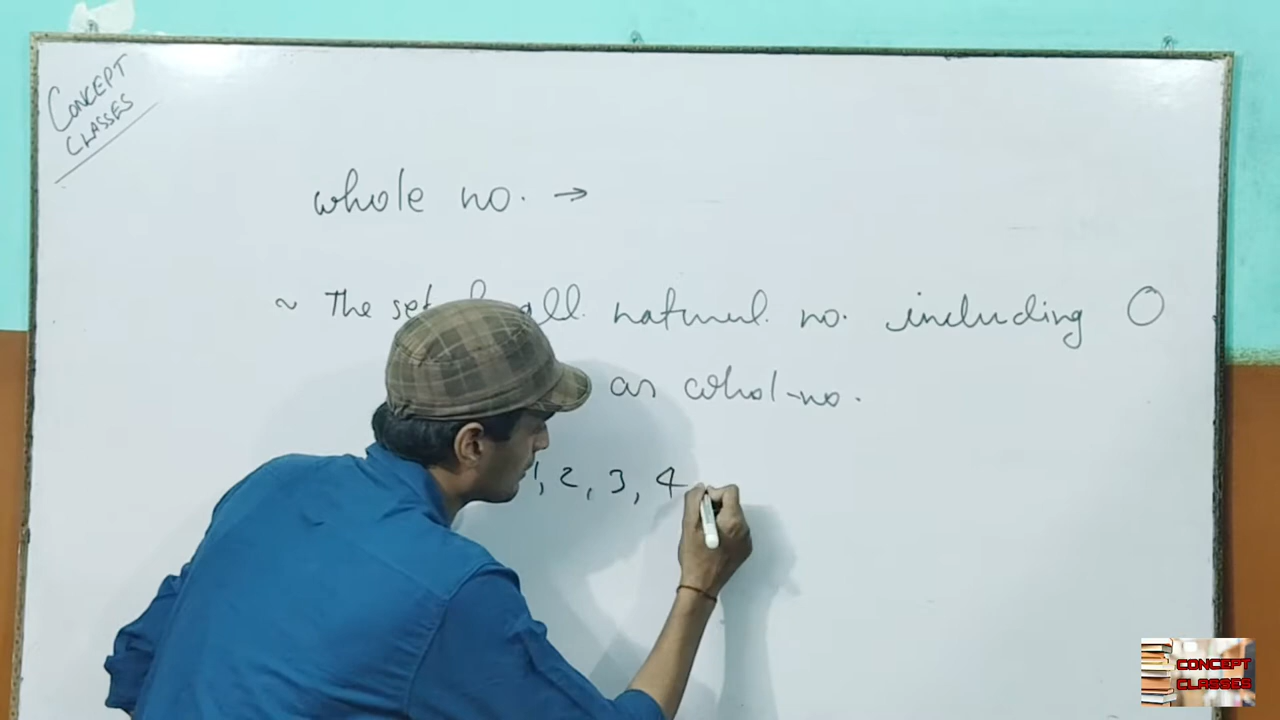 CONCEPT
CLASSES
whole no. →
~ The set all natural no. including 0
as whol-no.
1, 2, 3, 4
CONCEPT
CLASSES